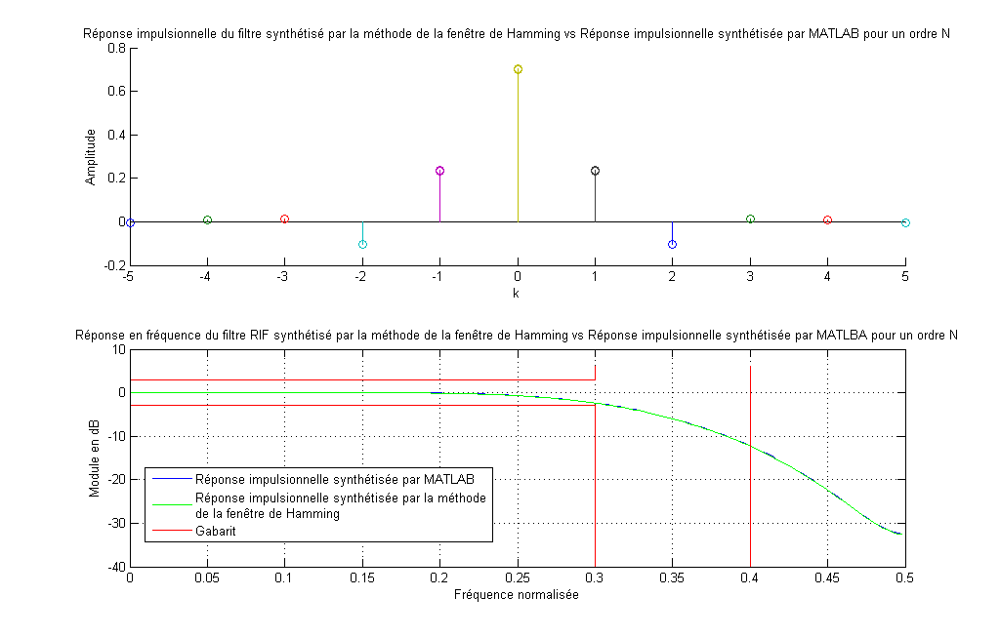 Réponse impulsionnelle du filtre synthétisé par la méthode de la fenêtre de Hamming vs Réponse impulsionnelle synthétisée par MATLAB pour un ordre N
0.8
0.6
0.4
0.2
0
-0.2
Amplitude
-5 -4 -3 -2 -1 0 1 2 3 4 5
k
Réponse en fréquence du filtre RIF synthétisé par la méthode de la fenêtre de Hamming vs Réponse impulsionnelle synthétisée par MATLBA pour un ordre N
10
0
-10
-20
-30
-40
Module en dB
Réponse impulsionnelle synthétisée par MATLAB
Réponse impulsionnelle synthétisée par la méthode
de la fenêtre de Hamming
Gabarit
0 0.05 0.1 0.15 0.2 0.25 0.3 0.35 0.4 0.45 0.5
Fréquence normalisée